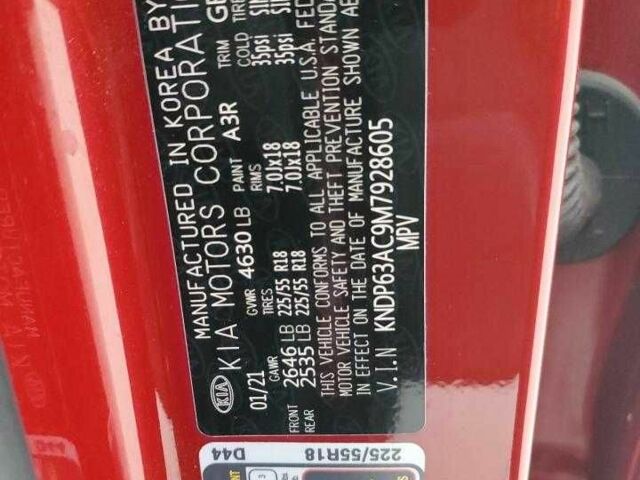 KIA
MANUFACTURED IN KOREA BY
KIA MOTORS CORPORATI
01/21
GVWR 4630 LB
PAINT A3R
TRIM GE
GAWR
TIRES
RIMS
COLD TIRE
FRONT 2646 LB 225/55 R18 7.0Jx18 35psi
REAR 2535 LB 225/55 R18 7.0Jx18 35psi
THIS VEHICLE CONFORMS TO ALL APPLICABLE U.S.A. FED
MOTOR VEHICLE SAFETY AND THEFT PREVENTION STANDA
IN EFFECT ON THE DATE OF MANUFACTURE SHOWN AB
V.I.N KNDP63AC9M7928605
MPV
D44
225/55R18